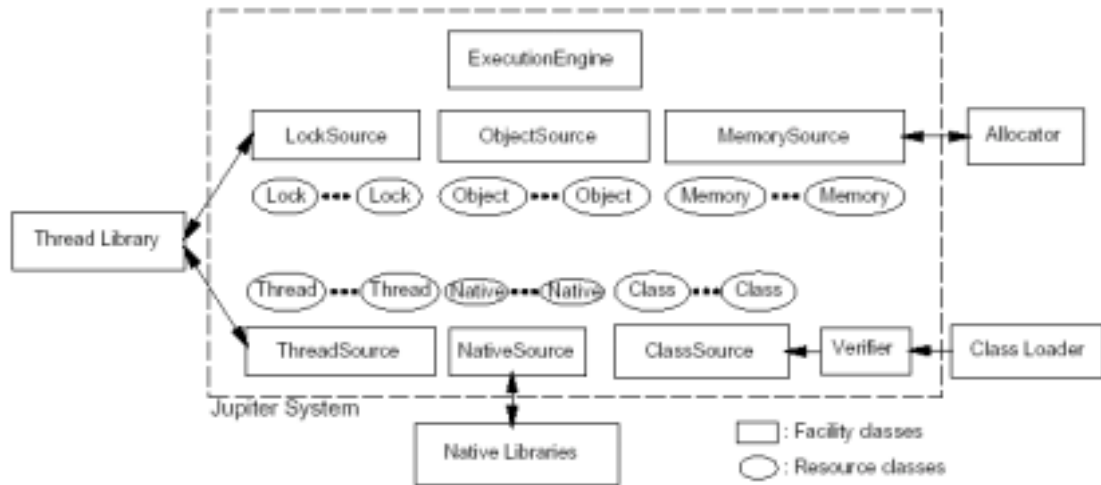 ExecutionEngine
LockSource
ObjectSource
MemorySource
Allocator
Lock
Lock
Object
Object
Memory
Memory
Thread Library
Thread
Thread
Native
Native
Class
Class
ThreadSource
NativeSource
ClassSource
Verifier
Class Loader
Jupiter System
Native Libraries
: Facility classes
: Resource classes